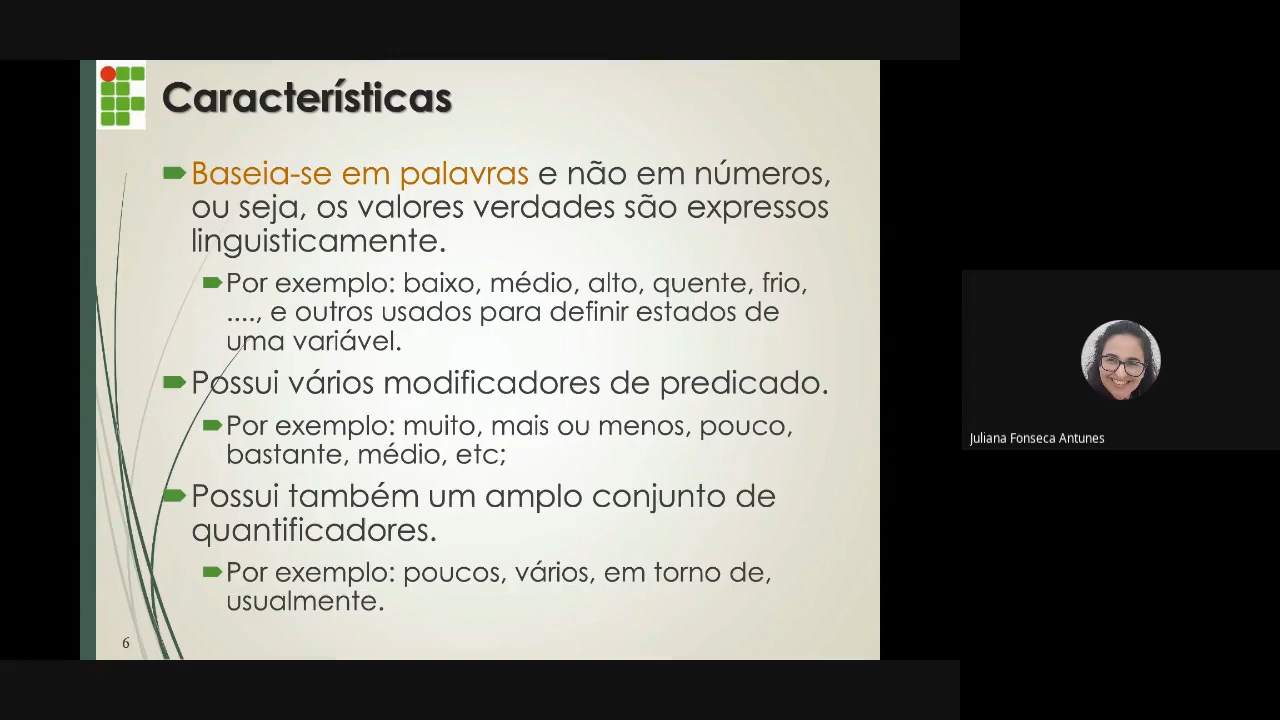 Características
Baseia-se em palavras e não em números,
ou seja, os valores verdades são expressos
linguisticamente.
Por exemplo: baixo, médio, alto, quente, frio,
...., e outros usados para definir estados de
uma variável.
Possui vários modificadores de predicado.
Por exemplo: muito, mais ou menos, pouco,
bastante, médio, etc;
Possui também um amplo conjunto de
quantificadores.
Por exemplo: poucos, vários, em torno de,
usualmente.
6
Juliana Fonseca Antunes